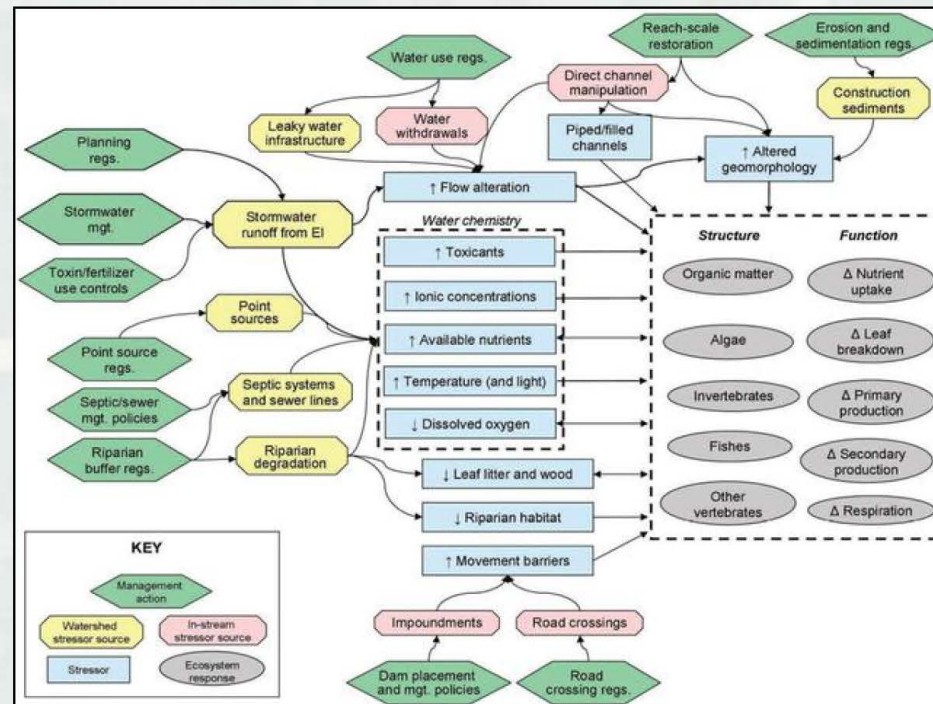 Water use regs.
Reach-scale
restoration
Erosion and
sedimentation regs.
Direct channel
manipulation
Construction
sediments
Leaky water
infrastructure
Water
withdrawals
Piped/filled
channels
↑ Altered
geomorphology
Planning
regs.
↑ Flow alteration
Stormwater
mgt.
Stormwater
runoff from EI
Toxin/fertilizer
use controls
Water chemistry
↑ Toxicants
↑ Ionic concentrations
↑ Available nutrients
↑ Temperature (and light)
↓ Dissolved oxygen
Point
sources
Point source
regs.
Septic systems
and sewer lines
Septic/sewer
mgt. policies
Riparian
degradation
Riparian
buffer regs.
↓ Leaf litter and wood
↓ Riparian habitat
↑ Movement barriers
Structure
Function
Organic matter
Δ Nutrient
uptake
Algae
Δ Leaf
breakdown
Invertebrates
Δ Primary
production
Fishes
Δ Secondary
production
Other
vertebrates
Δ Respiration
Impoundments
Road crossings
Dam placement
and mgt. policies
Road
crossing regs.
KEY
Management
action
Watershed
stressor source
In-stream
stressor source
Stressor
Ecosystem
response